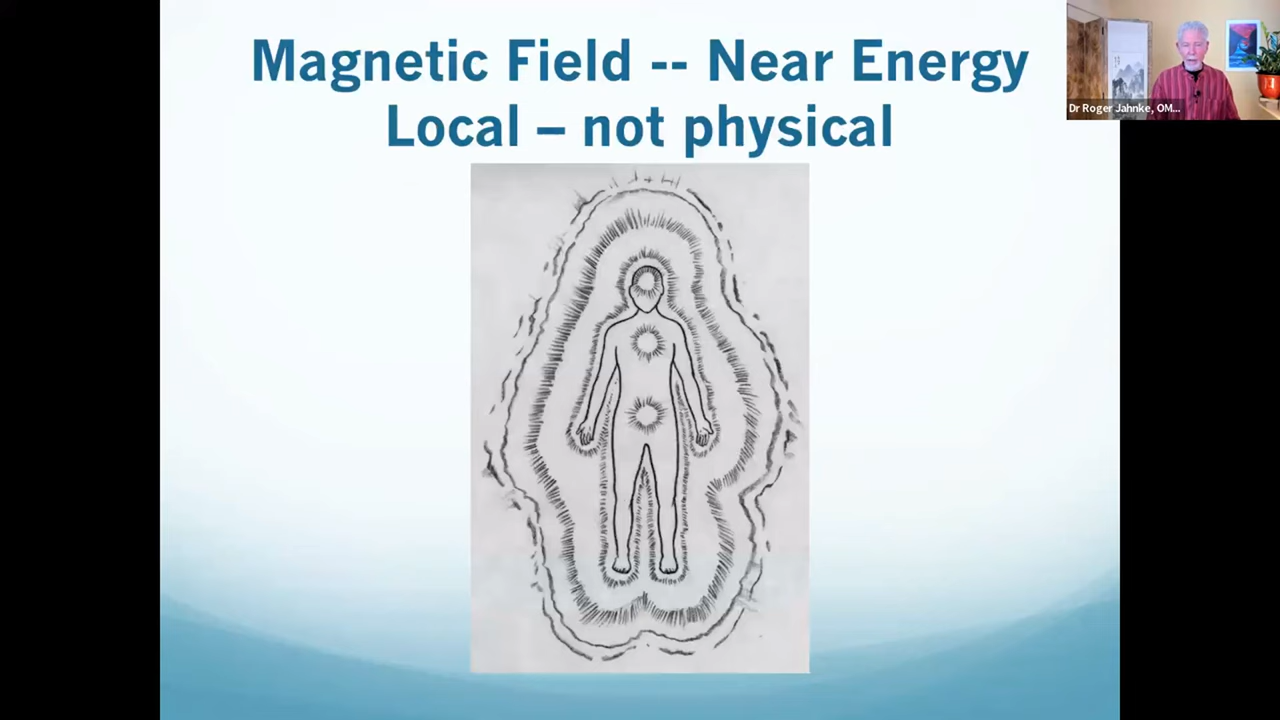 Magnetic Field -- Near Energy
Local – not physical
Dr Roger Jahnke, OM...